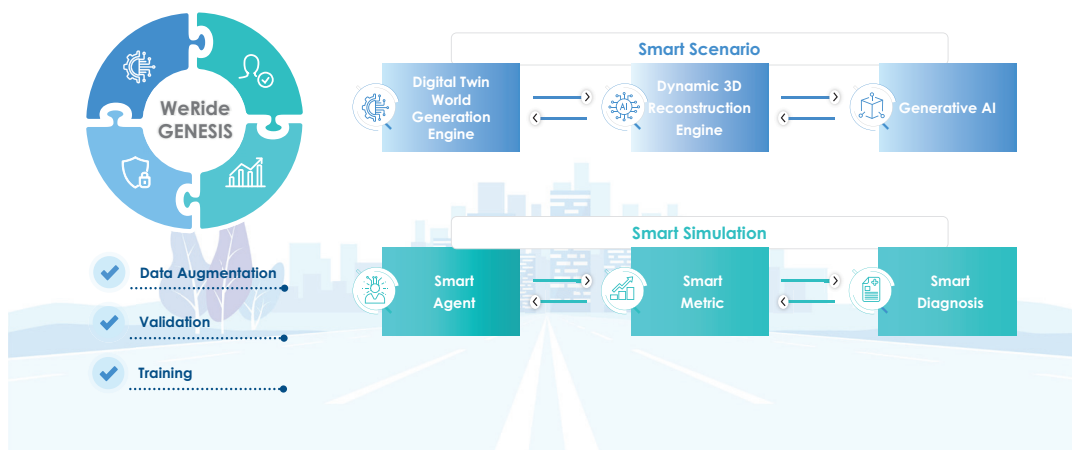 WeRide
GENESIS
Data Augmentation
Validation
Training
Smart Scenario
Digital Twin
World
Generation
Engine
Dynamic 3D
Reconstruction
Engine
AI
Generative AI
Smart Simulation
Smart
Agent
Smart
Metric
Smart
Diagnosis